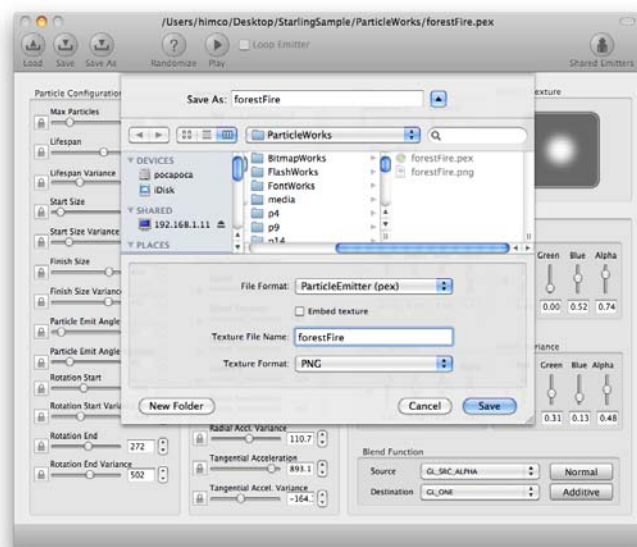 /Users/himco/Desktop/StarlingSample/ParticleWorks/forestFire.pex
Load Save Save As Randomize Play Loop Emitter Shared Emitters
Particle Configuration
Max Particles
Lifespan
Lifespan Variance
Start Size
Start Size Variance
Finish Size
Finish Size Variance
Particle Emit Angle
Particle Emit Angle
Rotation Start
Rotation Start Varia
Rotation End
272
Rotation End Variance
502
Save As: forestFire
ParticleWorks
DEVICES
pocapoca
iDisk
SHARED
192.168.1.11
PLACES
BitmapWorks
FlashWorks
FontWorks
media
p4
p9
p14
forestFire.pex
forestFire.png
File Format: ParticleEmitter (pex)
Embed texture
Texture File Name: forestFire
Texture Format: PNG
New Folder Cancel Save
Radial Accl. Variance
110.7
Tangential Acceleration
893.1
Tangential Accel. Variance
-164.
exture
Green Blue Alpha
0.00 0.52 0.74
riance
Green Blue Alpha
0.31 0.13 0.48
Blend Function
Source GL_SRC_ALPHA Normal
Destination GL_ONE Additive